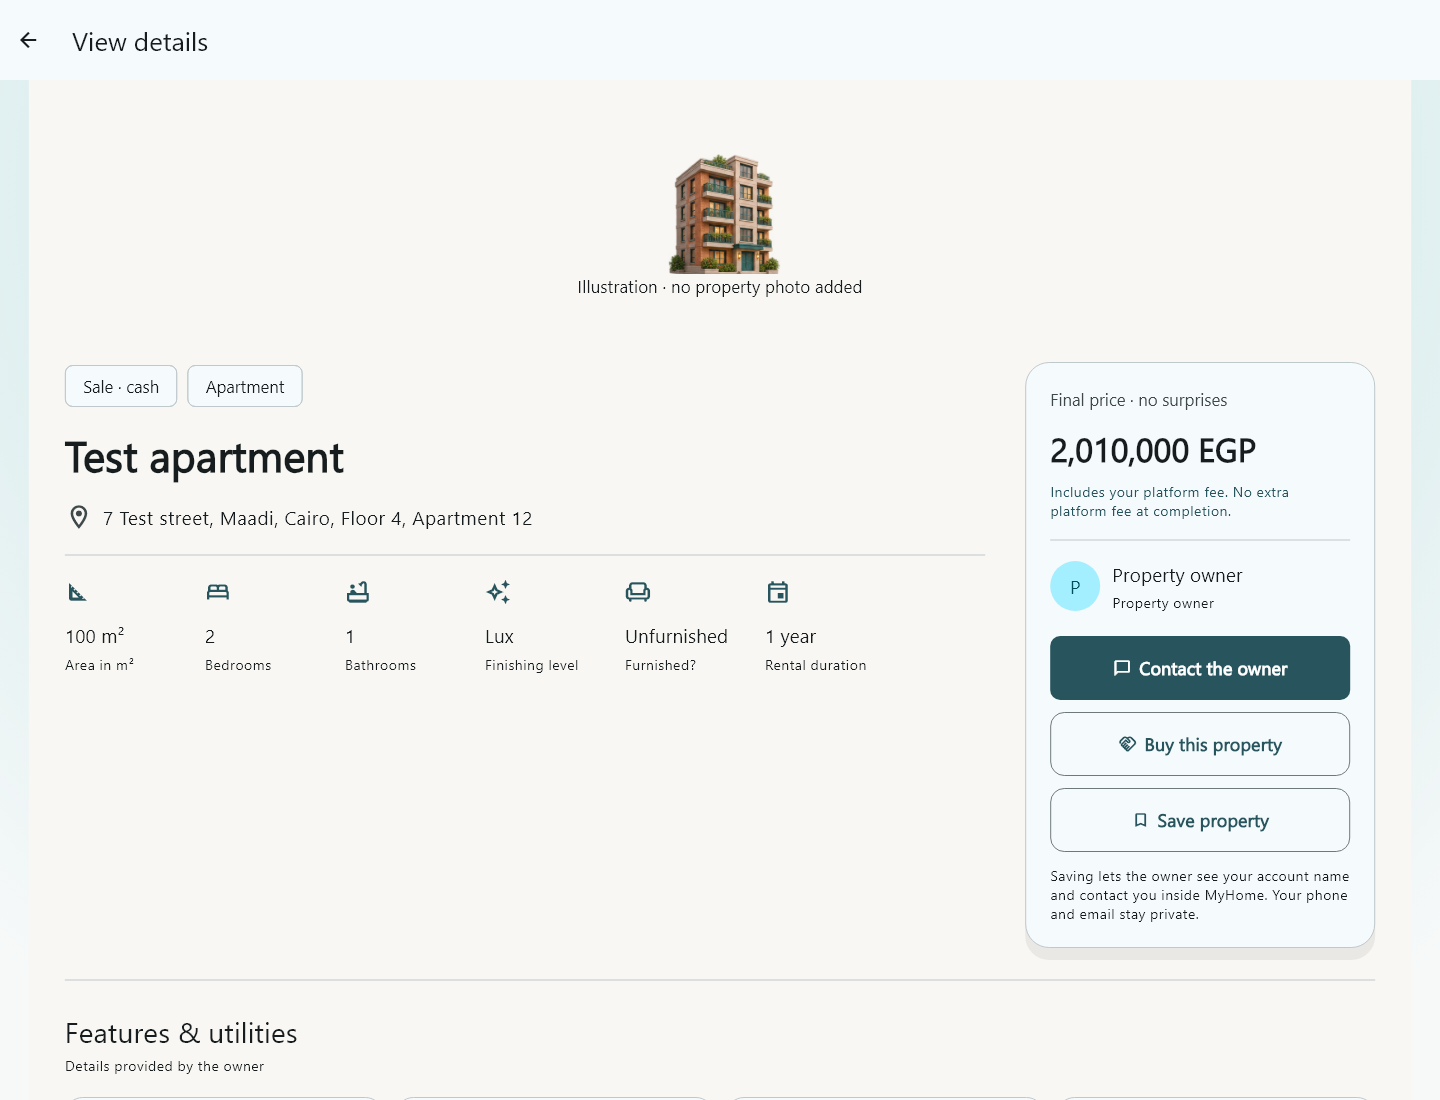 View details
Illustration · no property photo added
Sale · cash
Apartment
Test apartment
7 Test street, Maadi, Cairo, Floor 4, Apartment 12
100 m²
Area in m²
2
Bedrooms
1
Bathrooms
Lux
Finishing level
Unfurnished
Furnished?
1 year
Rental duration
Final price · no surprises
2,010,000 EGP
Includes your platform fee. No extra
platform fee at completion.
P
Property owner
Property owner
Contact the owner
Buy this property
Save property
Saving lets the owner see your account name
and contact you inside MyHome. Your phone
and email stay private.
Features & utilities
Details provided by the owner